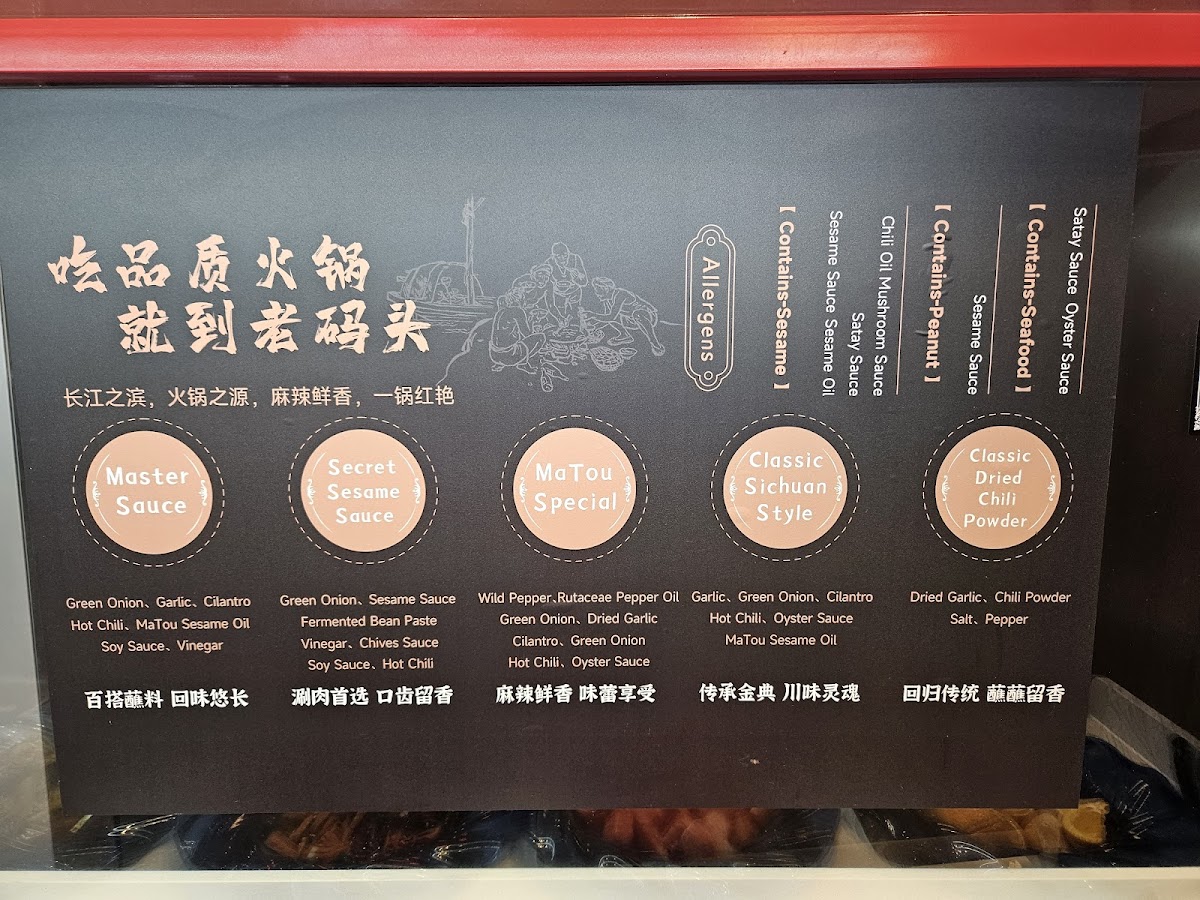 吃品质火锅
就到老码头
长江之滨，火锅之源，麻辣鲜香，一锅红艳
Allergens
【Contains-Sesame】
Sesame Sauce Sesame Oil
Satay Sauce
Chili Oil Mushroom Sauce
【Contains-Peanut】
Sesame Sauce
【Contains-Seafood】
Satay Sauce Oyster Sauce
Master
Sauce
Green Onion、Garlic、Cilantro
Hot Chili、MaTou Sesame Oil
Soy Sauce、Vinegar
百搭蘸料 回味悠长
Secret
Sesame
Sauce
Green Onion、Sesame Sauce
Fermented Bean Paste
Vinegar、Chives Sauce
Soy Sauce、Hot Chili
涮肉首选 口齿留香
MaTou
Special
Wild Pepper、Rutaceae Pepper Oil
Green Onion、Dried Garlic
Cilantro、Green Onion
Hot Chili、Oyster Sauce
麻辣鲜香 味蕾享受
Classic
Sichuan
Style
Garlic、Green Onion、Cilantro
Hot Chili、Oyster Sauce
MaTou Sesame Oil
传承金典 川味灵魂
Classic
Dried
Chili
Powder
Dried Garlic、Chili Powder
Salt、Pepper
回归传统 蘸蘸留香